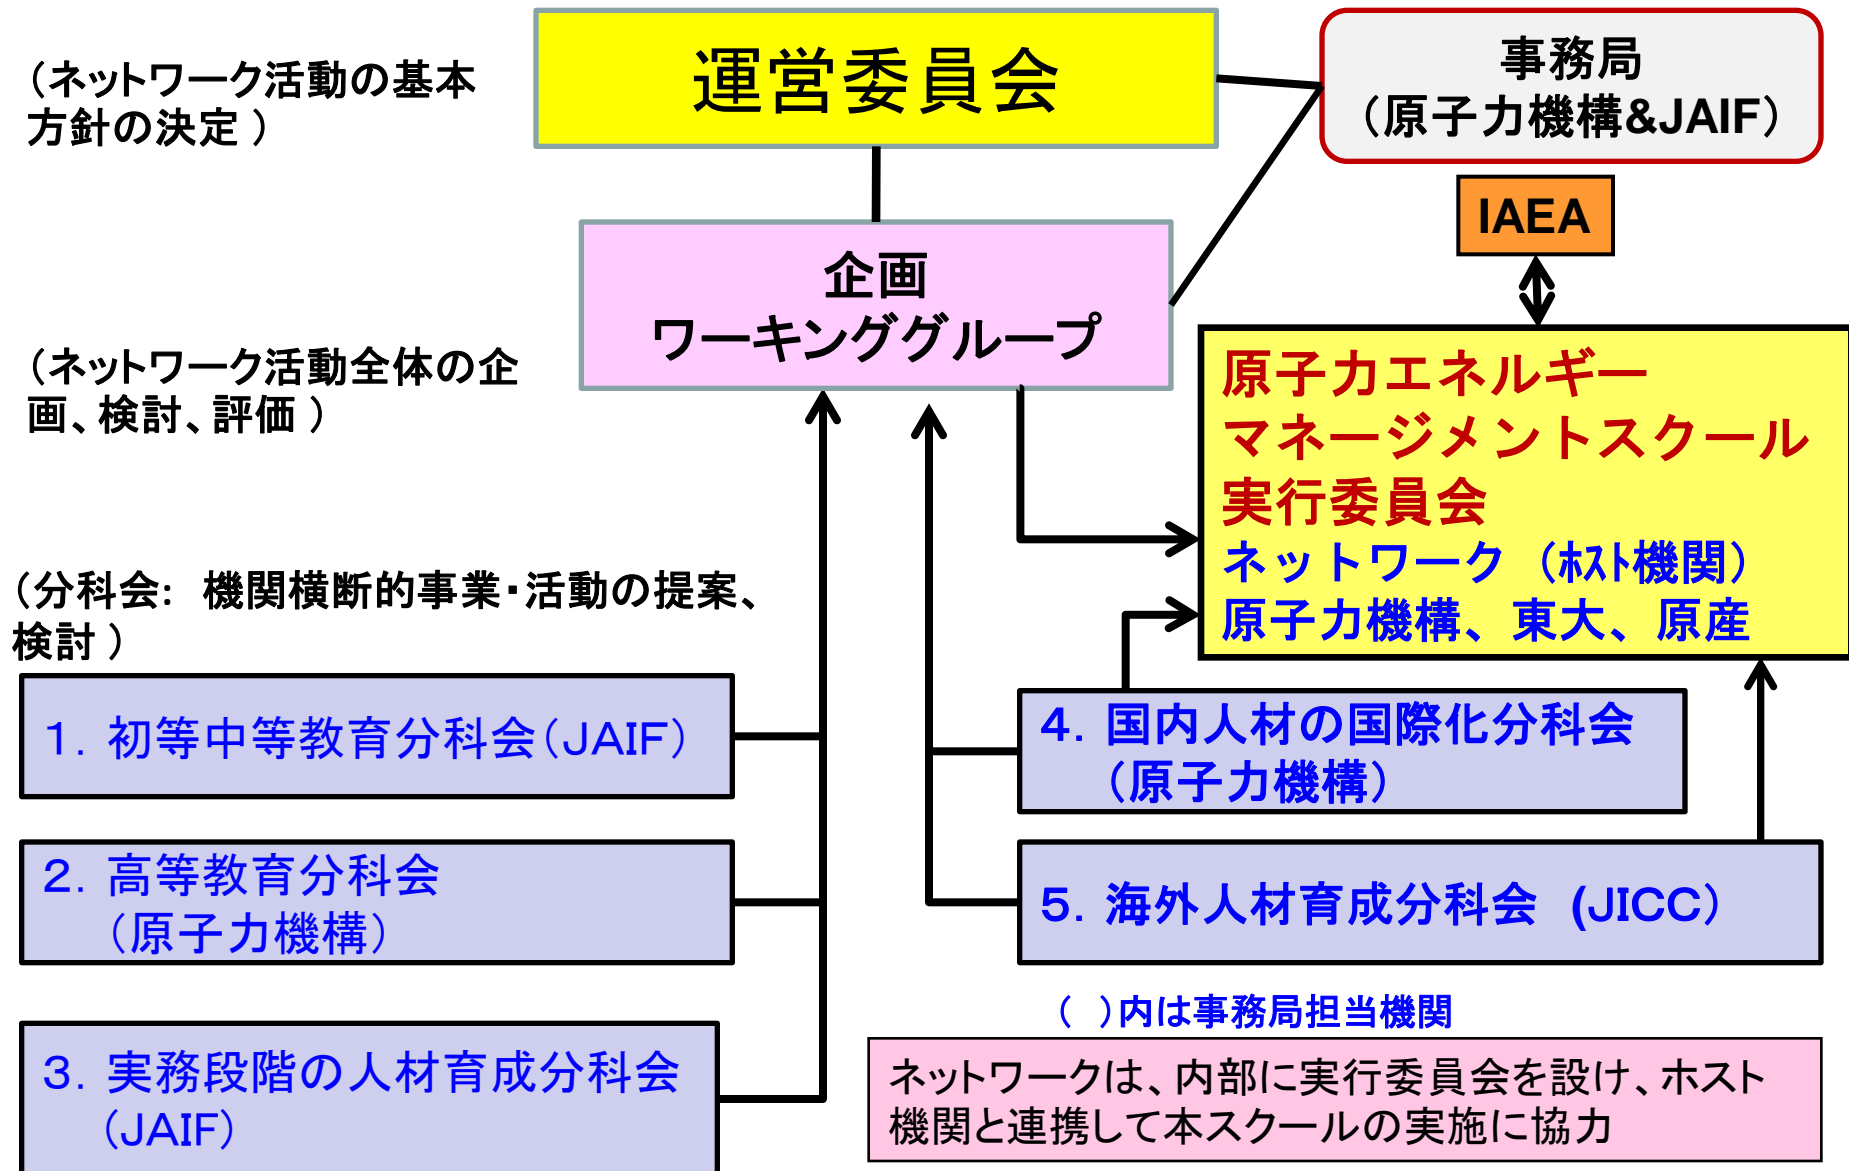 運営委員会
事務局
（原子力機構&JAIF）
（ネットワーク活動の基本
方針の決定 ）
IAEA
企画
ワーキンググループ
（ネットワーク活動全体の企
画、検討、評価 ）
原子力エネルギー
マネージメントスクール
実行委員会
ネットワーク （ﾎｽﾄ機関）
原子力機構、東大、原産
（分科会: 機関横断的事業・活動の提案、
検討 ）
１．初等中等教育分科会（JAIF）
２．高等教育分科会
（原子力機構）
３．実務段階の人材育成分科会
（JAIF）
４．国内人材の国際化分科会
（原子力機構）
５．海外人材育成分科会 (JICC）
（ ）内は事務局担当機関
ネットワークは、内部に実行委員会を設け、ホスト
機関と連携して本スクールの実施に協力